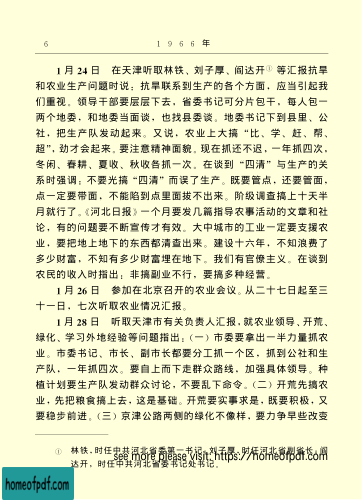 6 1966年
1月24日 在天津听取林铁、刘子厚、阎达开①等汇报抗旱
和农业生产问题时说：抗旱联系到生产的各个方面，应当引起我
们重视。领导干部要层层下去，省委书记可分片包干，每人包一
两个地委，和地委当面谈，也找县委谈。地委书记下到县里、公
社，把生产队发动起来。又说，农业上大搞“比、学、赶、帮、
超”，劲才会起来。要注意精神面貌。现在抓还不迟，一年抓四次，
冬闲、春耕、夏收、秋收各抓一次。在谈到“四清”与生产的关
系时强调：不要光搞“四清”而误了生产。既要管点，还要管面，
点一定要带面，不能陷到点里面拔不出来。阶级调查搞上十天半
月就行了。《河北日报》一个月要发几篇指导农事活动的文章和社
论，有的问题要不断宣传才有效。大中城市的工业一定要支援农
业，要把地上地下的东西都清查出来。建设十六年，不知浪费了
多少财富，不知有多少财富埋在地下。我们有官僚主义。在谈到
农民的收入时指出：非搞副业不行，要搞多种经营。
1月26日 参加在北京召开的农业会议。从二十七日起至三
十一日，七次听取农业情况汇报。
1月28日 听取天津市有关负责人汇报，就农业领导、开荒、
绿化、学习外地经验等问题指出：（一）市委要拿出一半力量抓农
业。市委书记、市长、副市长都要分工抓一个区，抓到公社和生
产队，一年抓四次。要自上而下走群众路线，加强具体领导。种
植计划要生产队发动群众讨论，不要乱下命令。（二）开荒先搞农
业，先把粮食搞上去，这是基础。开荒要实事求是，既要积极，又
要稳步前进。（三）京津公路两侧的绿化不像样，要力争早些改变
① 林铁，时任中共河北省委第一书记。刘子厚，时任河北省副省长。阎
达开，时任中共河北省委书记处书记。
see more please visit: https://homeofpdf.com
homeofpdf.com